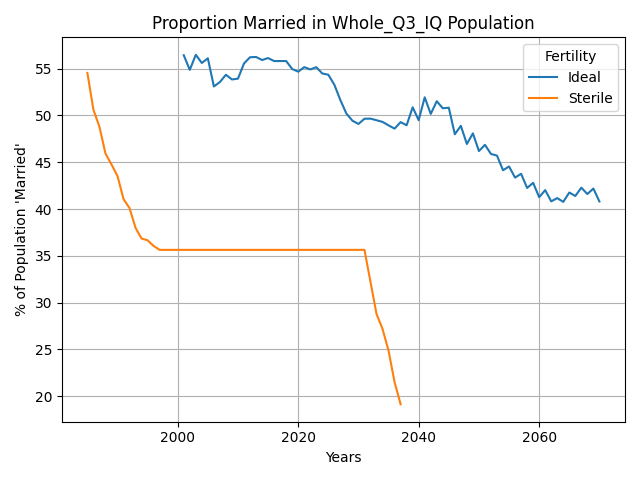 Proportion Married in Whole_Q3_IQ Population
Fertility
Ideal
Sterile
% of Population 'Married'
55
50
45
40
35
30
25
20
2000
2020
2040
2060
Years